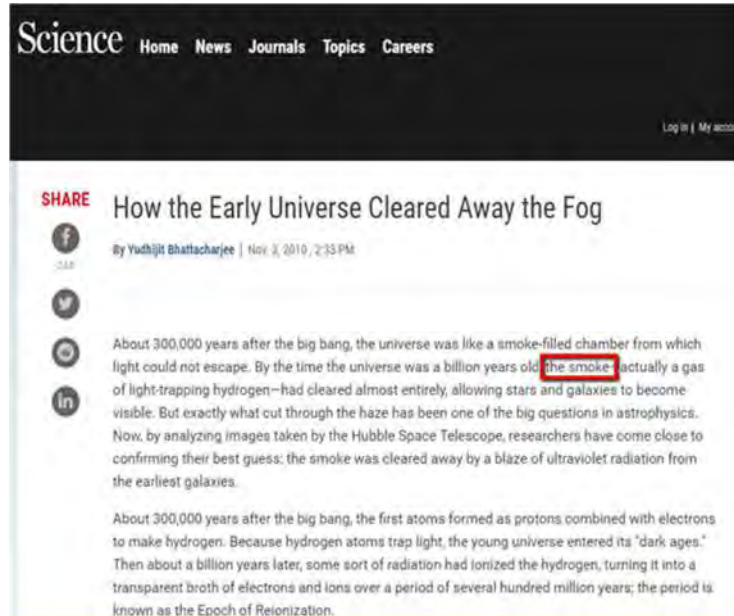 Science Home News Journals Topics Careers
Log in | My acco
SHARE
How the Early Universe Cleared Away the Fog
By Yudhijit Bhattacharjee | Nov. 3, 2010, 2:33 PM
About 300,000 years after the big bang, the universe was like a smoke-filled chamber from which
light could not escape. By the time the universe was a billion years old the smoke- actually a gas
of light-trapping hydrogen—had cleared almost entirely, allowing stars and galaxies to become
visible. But exactly what cut through the haze has been one of the big questions in astrophysics.
Now, by analyzing images taken by the Hubble Space Telescope, researchers have come close to
confirming their best guess: the smoke was cleared away by a blaze of ultraviolet radiation from
the earliest galaxies.
About 300,000 years after the big bang, the first atoms formed as protons combined with electrons
to make hydrogen. Because hydrogen atoms trap light, the young universe entered its "dark ages."
Then about a billion years later, some sort of radiation had ionized the hydrogen, turning it into a
transparent broth of electrons and ions over a period of several hundred million years; the period is
known as the Epoch of Reionization.